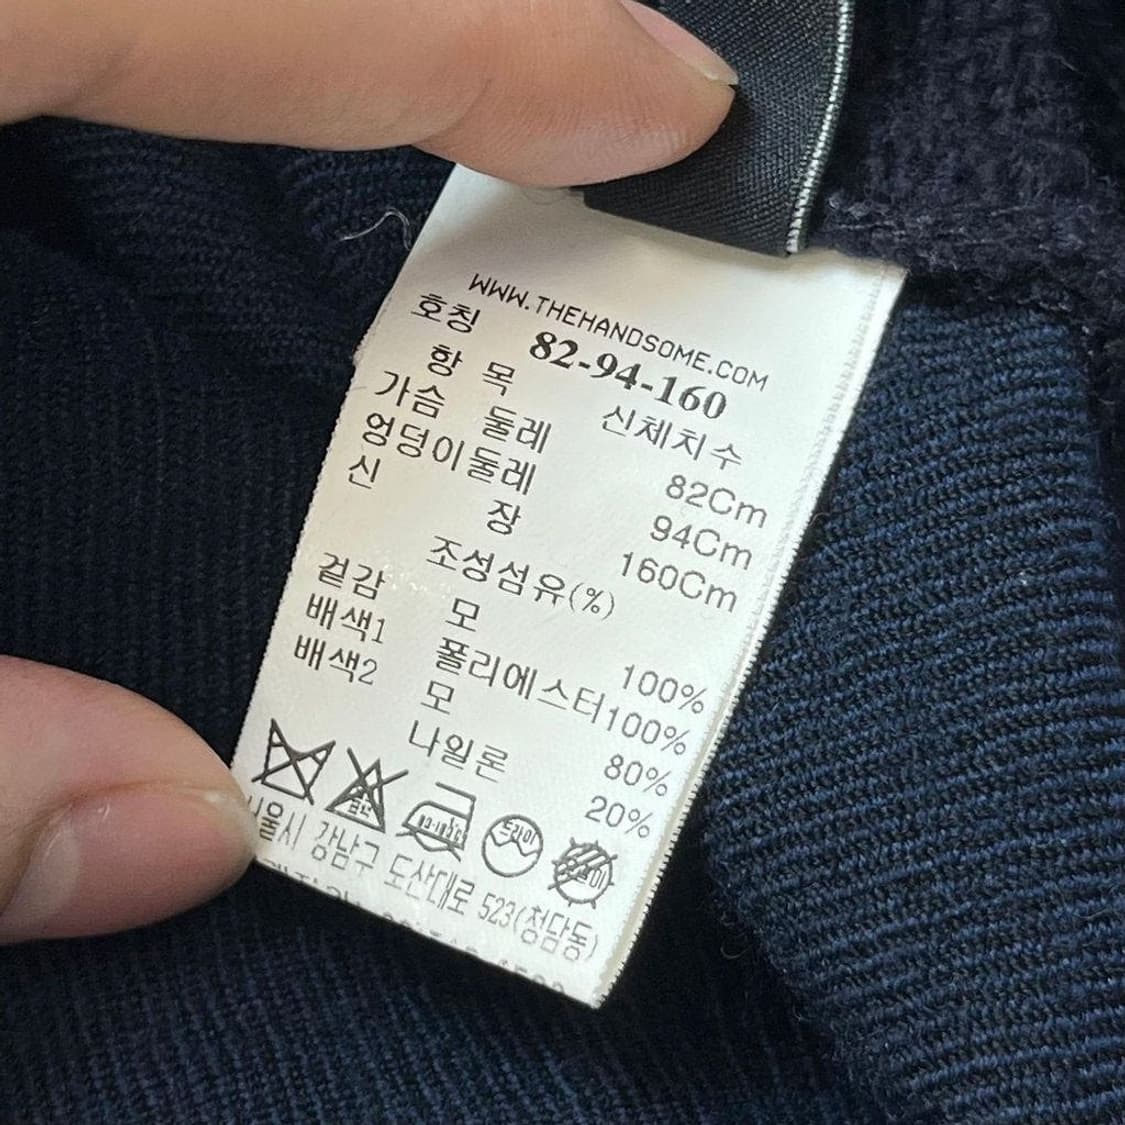 WWW.THEHANDSOME.COM
호칭 82-94-160
항 목 신체치수
가슴 둘레 82Cm
엉덩이둘레 94Cm
신 장 160Cm
조성섬유(%)
겉감 모 100%
배색1 폴리에스터100%
배색2 모 80%
나일론 20%
드라이
울시 강남구 도산대로 523(청담동)